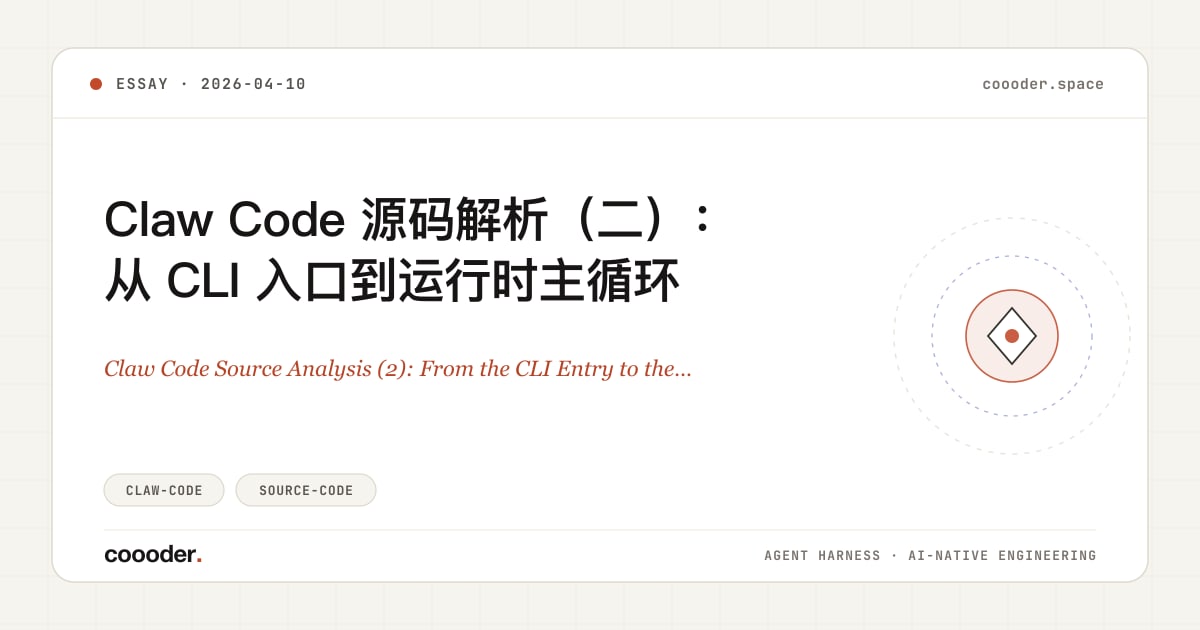 ESSAY · 2026-04-10
coooder.space
Claw Code 源码解析（二）：
从 CLI 入口到运行时主循环
Claw Code Source Analysis (2): From the CLI Entry to the…
CLAW-CODE
SOURCE-CODE
coooder.
AGENT HARNESS · AI-NATIVE ENGINEERING